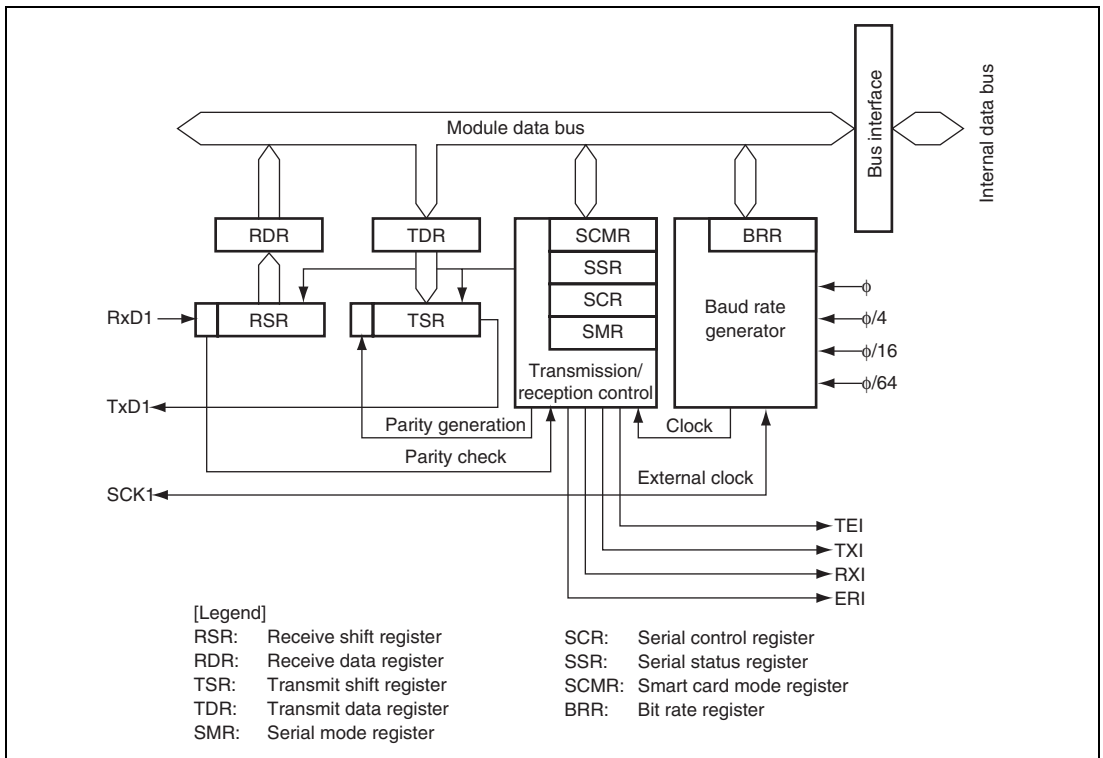 Module data bus
Bus interface
Internal data bus
RDR
TDR
SCMR
BRR
SSR
SCR
SMR
RxD1
RSR
TSR
Baud rate
generator
ϕ
ϕ/4
ϕ/16
ϕ/64
Transmission/
reception control
TxD1
Parity generation
Clock
Parity check
External clock
SCK1
TEI
TXI
RXI
ERI
[Legend]
RSR: Receive shift register
RDR: Receive data register
TSR: Transmit shift register
TDR: Transmit data register
SMR: Serial mode register
SCR: Serial control register
SSR: Serial status register
SCMR: Smart card mode register
BRR: Bit rate register